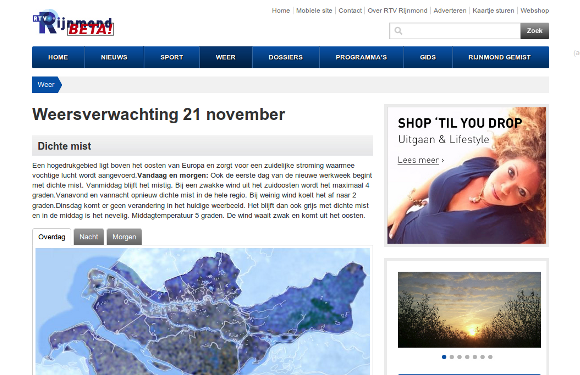 Home | Mobiele site | Contact | Over RTV Rijnmond | Adverteren | Kaartje sturen | Webshop
RTV
Rijnmond
BETA!
Zoek
HOME NIEUWS SPORT WEER DOSSIERS PROGRAMMA'S GIDS RIJNMOND GEMIST
Weer
Weersverwachting 21 november
Dichte mist
Een hogedrukgebied ligt boven het oosten van Europa en zorgt voor een zuidelijke stroming waarmee
vochtige lucht wordt aangevoerd.Vandaag en morgen: Ook de eerste dag van de nieuwe werkweek begint
met dichte mist. Vanmiddag blijft het mistig. Bij een zwakke wind uit het zuidoosten wordt het maximaal 4
graden.Vanavond en vannacht opnieuw dichte mist in de hele regio. Bij weinig wind koelt het af naar 2
graden.Dinsdag komt er geen verandering in het huidige weerbeeld. Het blijft dan ook grijs met dichte mist
en en in de middag is het nevelig. Middagtemperatuur 5 graden. De wind waait zwak en komt uit het oosten.
Overdag Nacht Morgen
SHOP 'TIL YOU DROP
Uitgaan & Lifestyle
Lees meer ›